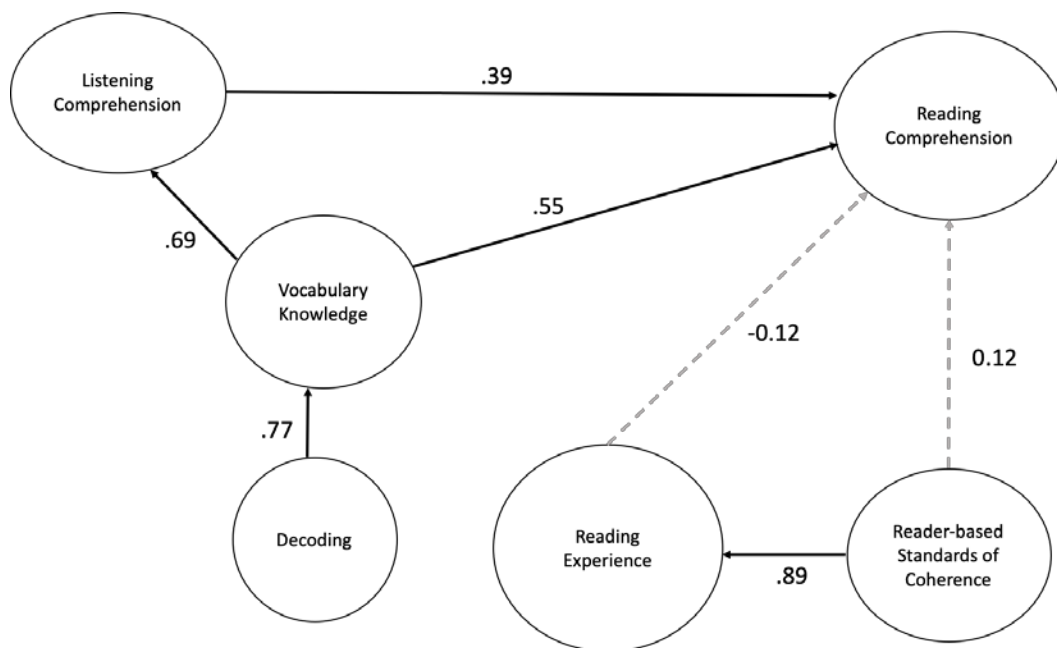 Listening
Comprehension
.39
Reading
Comprehension
.69
.55
Vocabulary
Knowledge
-0.12
0.12
.77
Decoding
Reading
Experience
.89
Reader-based
Standards of
Coherence